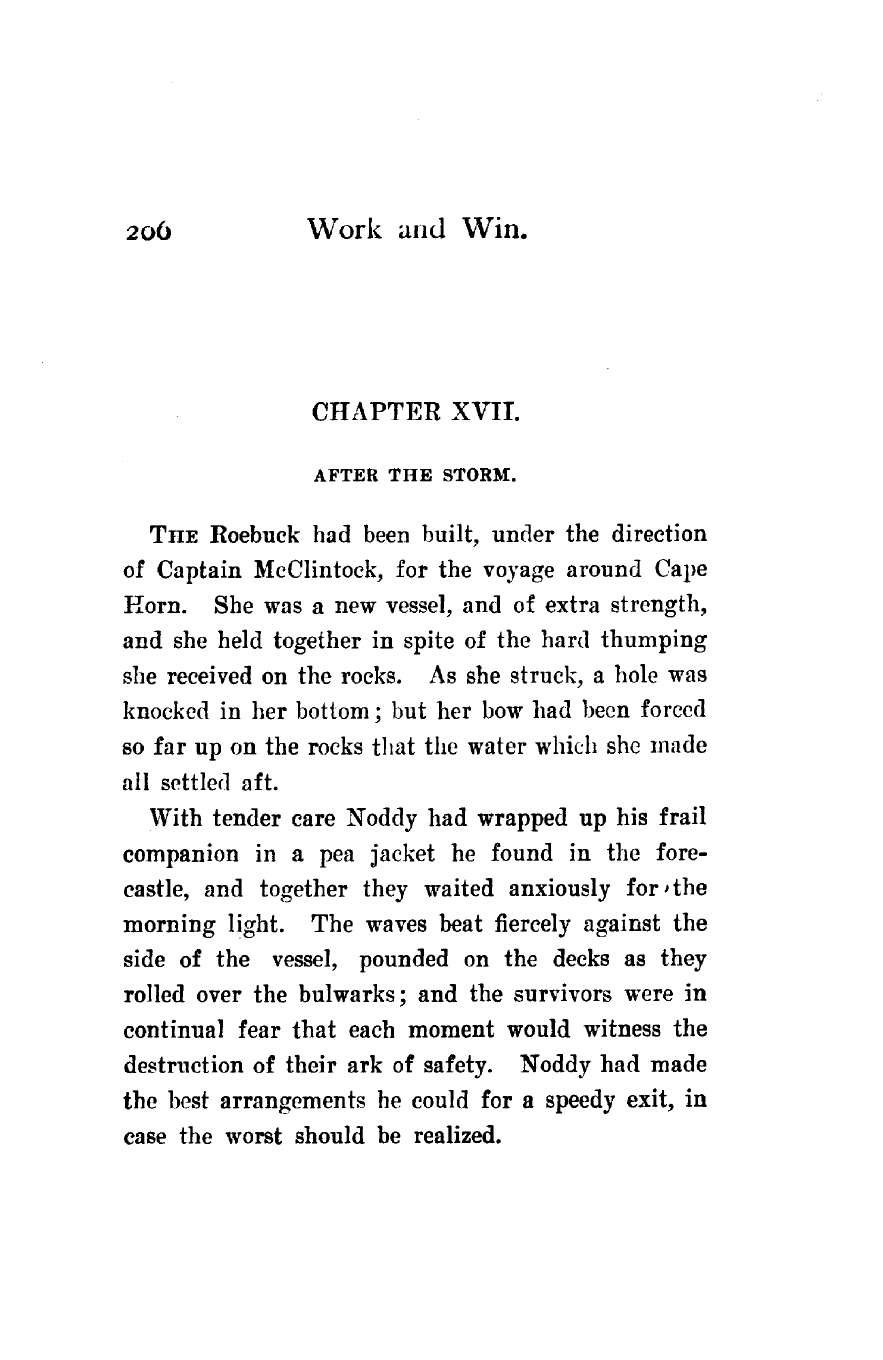 206 Work and Win.
CHAPTER XVII.
AFTER THE STORM.
THE Roebuck had been built, under the direction
of Captain McClintock, for the voyage around Cape
Horn. She was a new vessel, and of extra strength,
and she held together in spite of the hard thumping
she received on the rocks. As she struck, a hole was
knocked in her bottom; but her bow had been forced
so far up on the rocks that the water which she made
all settled aft.
With tender care Noddy had wrapped up his frail
companion in a pea jacket he found in the fore-
castle, and together they waited anxiously for the
morning light. The waves beat fiercely against the
side of the vessel, pounded on the decks as they
rolled over the bulwarks; and the survivors were in
continual fear that each moment would witness the
destruction of their ark of safety. Noddy had made
the best arrangements he could for a speedy exit, in
case the worst should be realized.